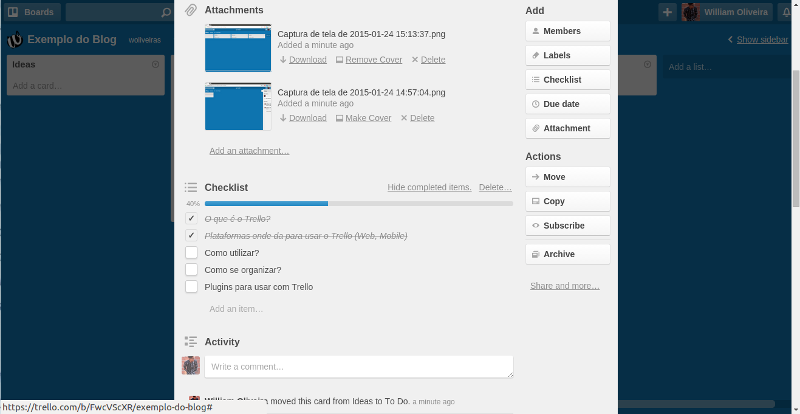 Boards
William Oliveira
Exemplo do Blog
wotiveiras
Show sidebar
Ideas
Add a card…
Add a list…
Attachments
Captura de tela de 2015-01-24 15:13:37.png
Added a minute ago
Download Remove Cover Delete
Captura de tela de 2015-01-24 14:57:04.png
Added a minute ago
Download Make Cover Delete
Add an attachment…
Checklist
Hide completed items. Delete…
40%
O que é o Trello?
Plataformas onde da para usar o Trello (Web, Mobile)
Como utilizar?
Como se organizar?
Plugins para usar com Trello
Add an item…
Activity
Write a comment…
William Oliveira moved this card from Ideas to To Do. a minute ago
Add
Members
Labels
Checklist
Due date
Attachment
Actions
Move
Copy
Subscribe
Archive
Share and more…
https://trello.com/b/FwcVScXR/exemplo-do-blog#